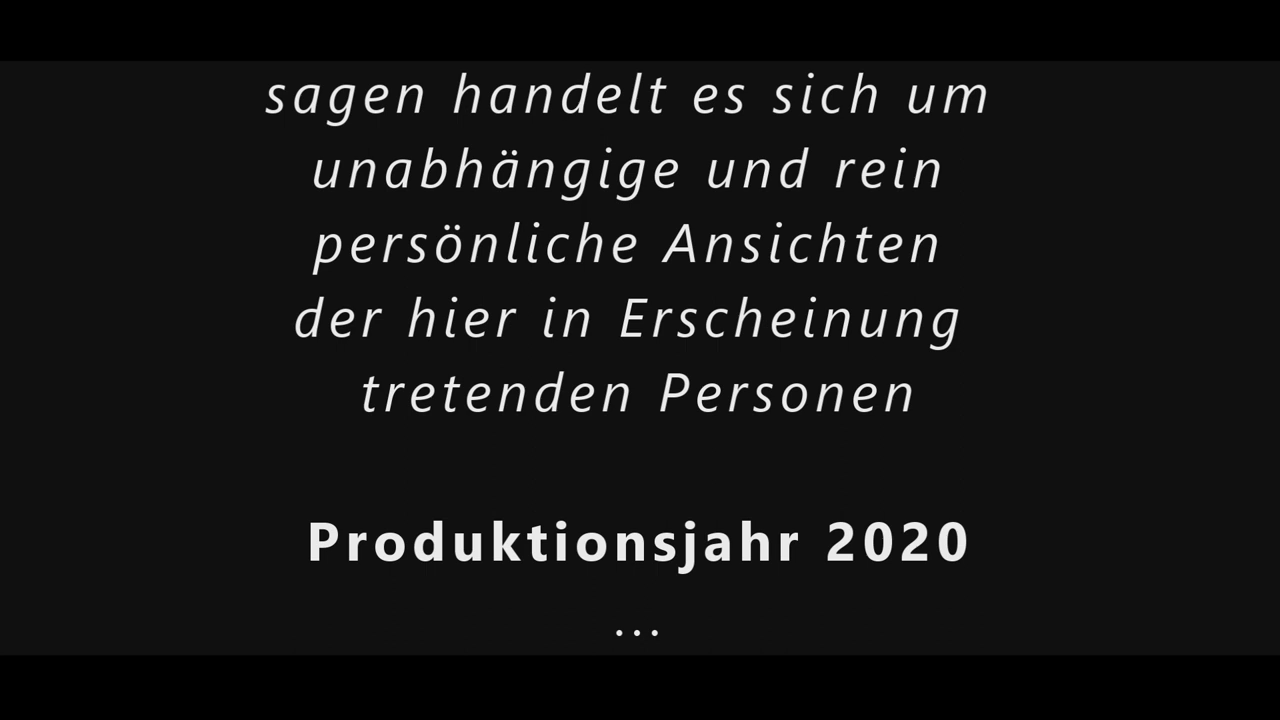 sagen handelt es sich um
unabhängige und rein
persönliche Ansichten
der hier in Erscheinung
tretenden Personen
Produktionsjahr 2020
...